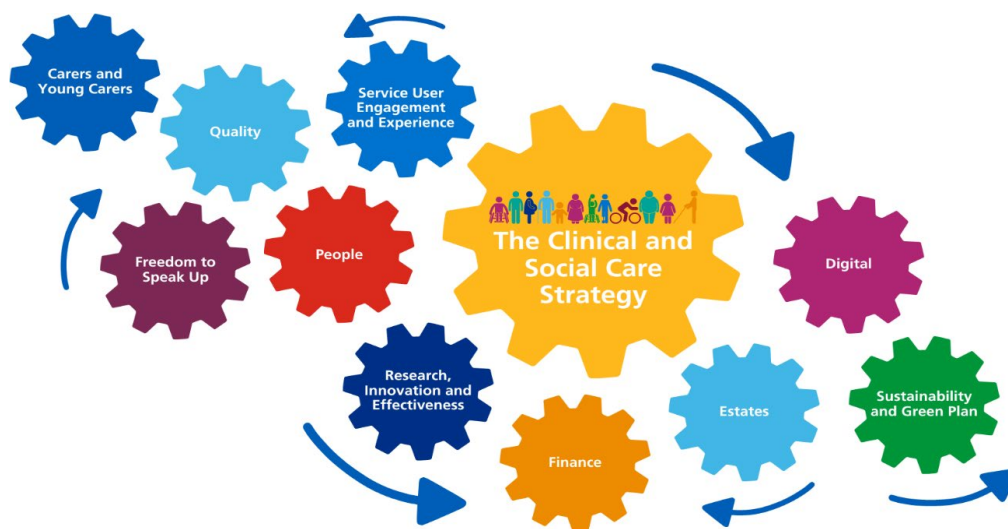 Carers and
Young Carers
Quality
Service User
Engagement
and Experience
Freedom to
Speak Up
People
The Clinical and
Social Care
Strategy
Digital
Research,
Innovation and
Effectiveness
Finance
Estates
Sustainability
and Green Plan